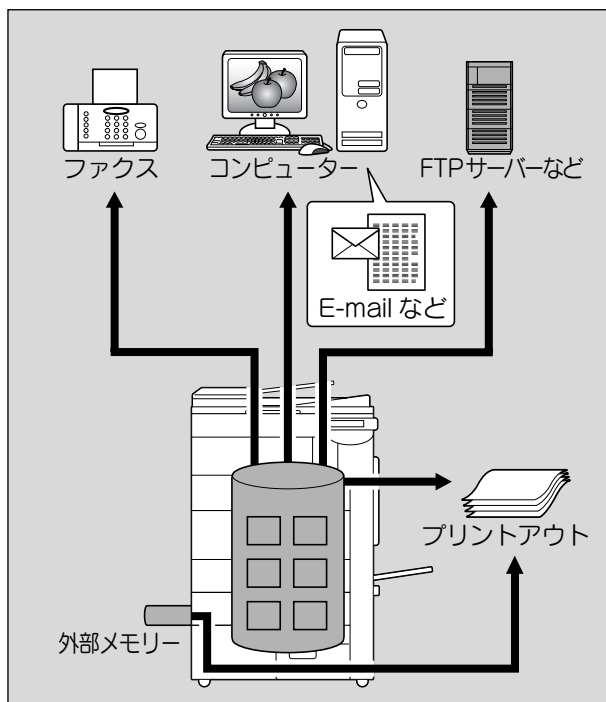 ファクス
コンピューター
FTPサーバーなど
E-mail など
プリントアウト
外部メモリー